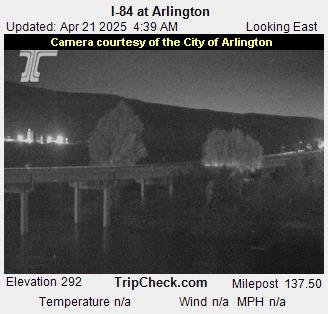 I-84 at Arlington
Updated: Apr 21 2025 4:39 AM Looking East
Camera courtesy of the City of Arlington
Elevation 292 TripCheck.com Milepost 137.50
Temperature n/a Wind n/a MPH n/a